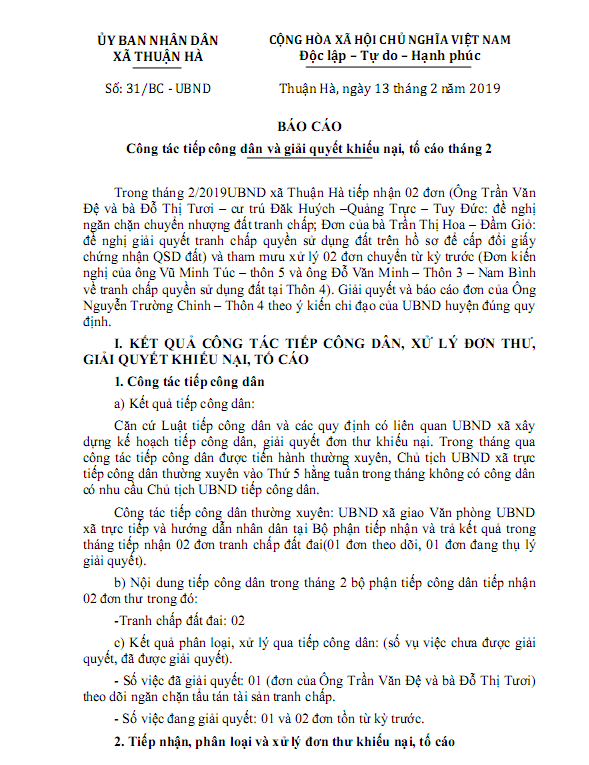 ỦY BAN NHÂN DÂN
XÃ THUẬN HÀ
CỘNG HÒA XÃ HỘI CHỦ NGHĨA VIỆT NAM
Độc lập – Tự do – Hạnh phúc
Số: 31/BC - UBND
Thuận Hà, ngày 13 tháng 2 năm 2019
BÁO CÁO
Công tác tiếp công dân và giải quyết khiếu nại, tố cáo tháng 2
Trong tháng 2/2019UBND xã Thuận Hà tiếp nhận 02 đơn (Ông Trần Văn
Đệ và bà Đỗ Thị Tươi – cư trú Đăk Huých –Quảng Trực – Tuy Đức: đề nghị
ngăn chặn chuyển nhượng đất tranh chấp; Đơn của bà Trần Thị Hoa – Đầm Giỏ:
đề nghị giải quyết tranh chấp quyền sử dụng đất trên hồ sơ để cấp đổi giấy
chứng nhận QSD đất) và tham mưu xử lý 02 đơn chuyển từ kỳ trước (Đơn kiến
nghị của ông Vũ Minh Túc – thôn 5 và ông Đỗ Văn Minh – Thôn 3 – Nam Bình
về tranh chấp quyền sử dụng đất tại Thôn 4). Giải quyết và báo cáo đơn của Ông
Nguyễn Trường Chinh – Thôn 4 theo ý kiến chỉ đạo của UBND huyện đúng quy
định.
I. KẾT QUẢ CÔNG TÁC TIẾP CÔNG DÂN, XỬ LÝ ĐƠN THƯ,
GIẢI QUYẾT KHIẾU NẠI, TỐ CÁO
1. Công tác tiếp công dân
a) Kết quả tiếp công dân:
Căn cứ Luật tiếp công dân và các quy định có liên quan UBND xã xây
dựng kế hoạch tiếp công dân, giải quyết đơn thư khiếu nại. Trong tháng qua
công tác tiếp công dân được tiến hành thường xuyên, Chủ tịch UBND xã trực
tiếp công dân thường xuyên vào Thứ 5 hằng tuần trong tháng không có công dân
có nhu cầu Chủ tịch UBND tiếp công dân.
Công tác tiếp công dân thường xuyên: UBND xã giao Văn phòng UBND
xã trực tiếp và hướng dẫn nhân dân tại Bộ phận tiếp nhận và trả kết quả trong
tháng tiếp nhận 02 đơn tranh chấp đất đai(01 đơn theo dõi, 01 đơn đang thụ lý
giải quyết).
b) Nội dung tiếp công dân trong tháng 2 bộ phận tiếp công dân tiếp nhận
02 đơn thư trong đó:
-Tranh chấp đất đai: 02
c) Kết quả phân loại, xử lý qua tiếp công dân: (số vụ việc chưa được giải
quyết, đã được giải quyết).
- Số việc đã giải quyết: 01 (đơn của Ông Trần Văn Đệ và bà Đỗ Thị Tươi)
theo dõi ngăn chặn tẩu tán tài sản tranh chấp.
- Số việc đang giải quyết: 01 và 02 đơn tồn từ kỳ trước.
2. Tiếp nhận, phân loại và xử lý đơn thư khiếu nại, tố cáo